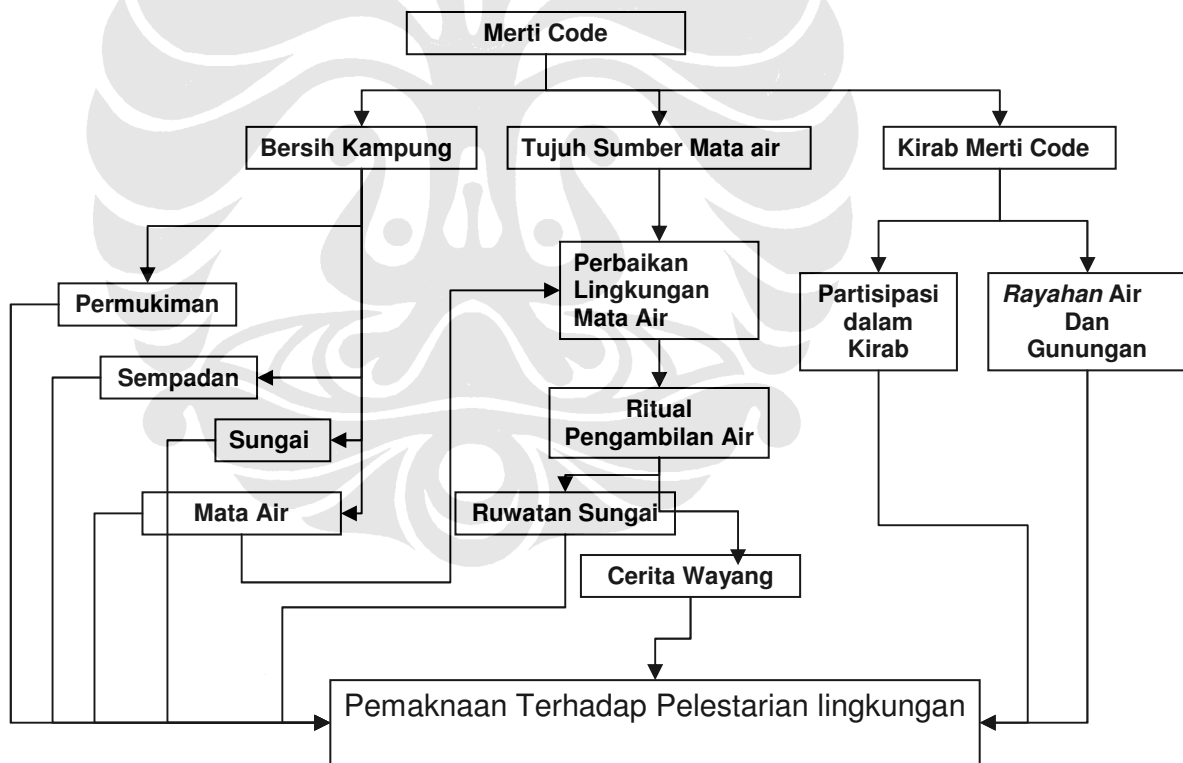 Merti Code
Bersih Kampung
Tujuh Sumber Mata air
Kirab Merti Code
Perbaikan
Lingkungan
Mata Air
Permukiman
Partisipasi
dalam
Kirab
Rayahan Air
Dan
Gunungan
Sempadan
Ritual
Pengambilan Air
Sungai
Mata Air
Ruwatan Sungai
Cerita Wayang
Pemaknaan Terhadap Pelestarian lingkungan